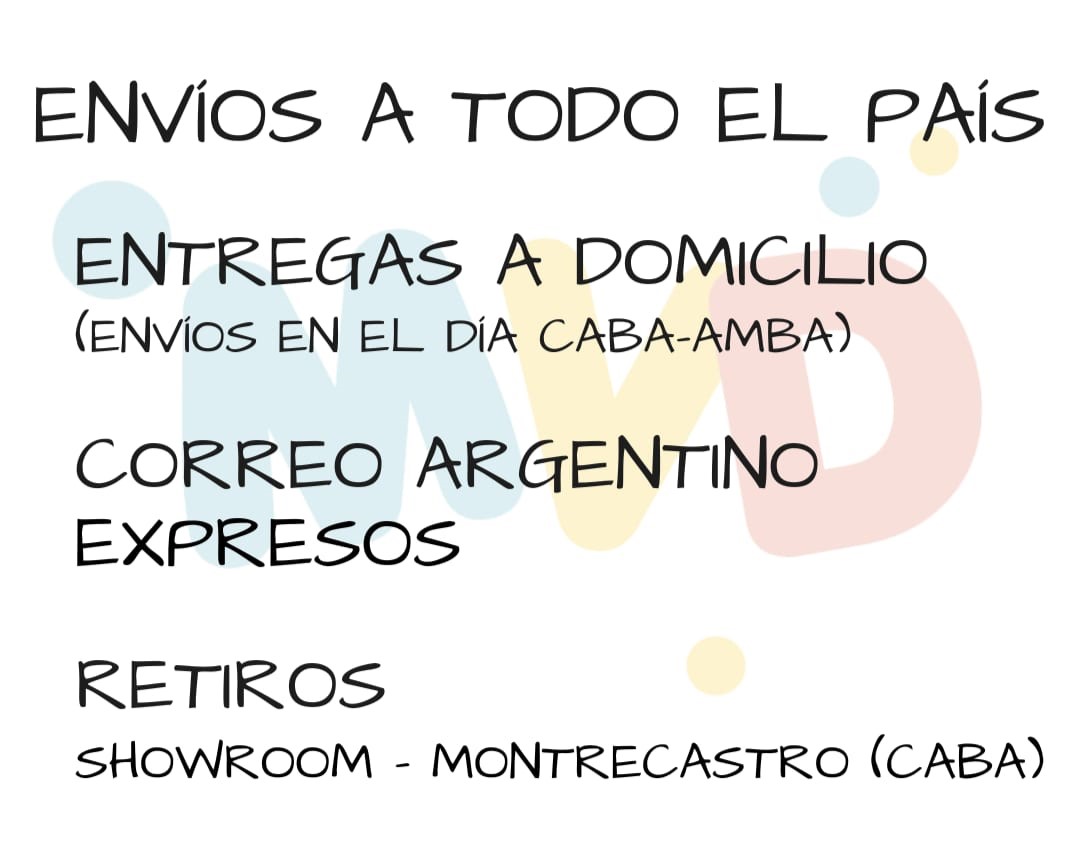 ENVÍOS A TODO EL PAÍS
ENTREGAS A DOMICILIO
(ENVÍOS EN EL DÍA CABA-AMBA)
MVD
CORREO ARGENTINO
EXPRESOS
RETIROS
SHOWROOM - MONTRECASTRO (CABA)